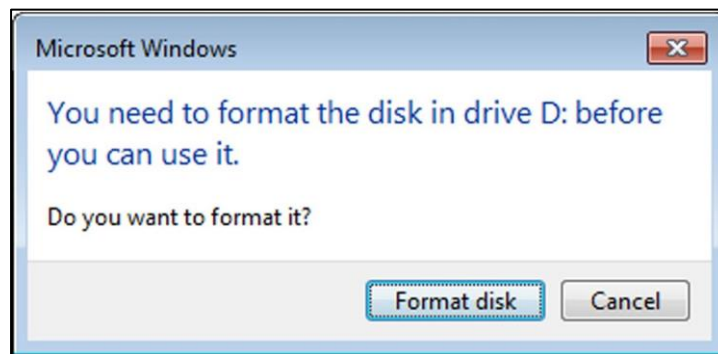 Microsoft Windows
You need to format the disk in drive D: before
you can use it.
Do you want to format it?
Format disk Cancel